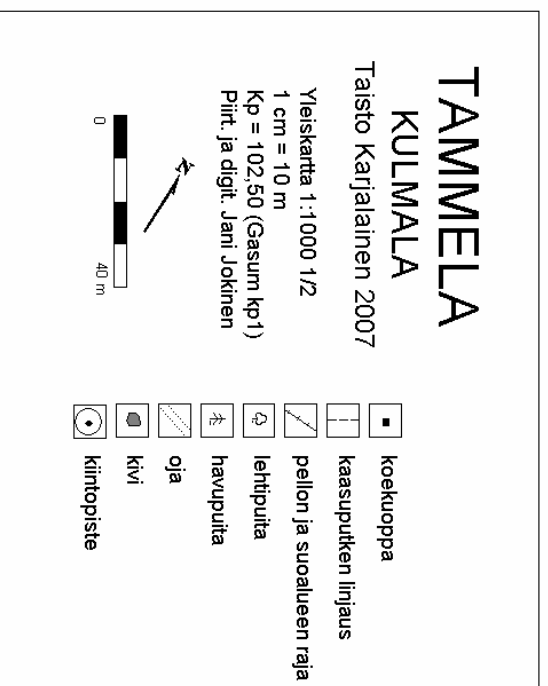 TAMMELA
KULMALA
Taisto Karjalainen 2007
Yleiskartta 1:1000 1/2
1 cm = 10 m
Kp = 102,50 (Gasum kp1)
Piirt. ja digit. Jani Jokinen
N
0
40 m
koekuoppa
kaasuputken linjaus
pellon ja suoalueen raja
lehtipuita
havupuita
oja
kivi
kiintopiste